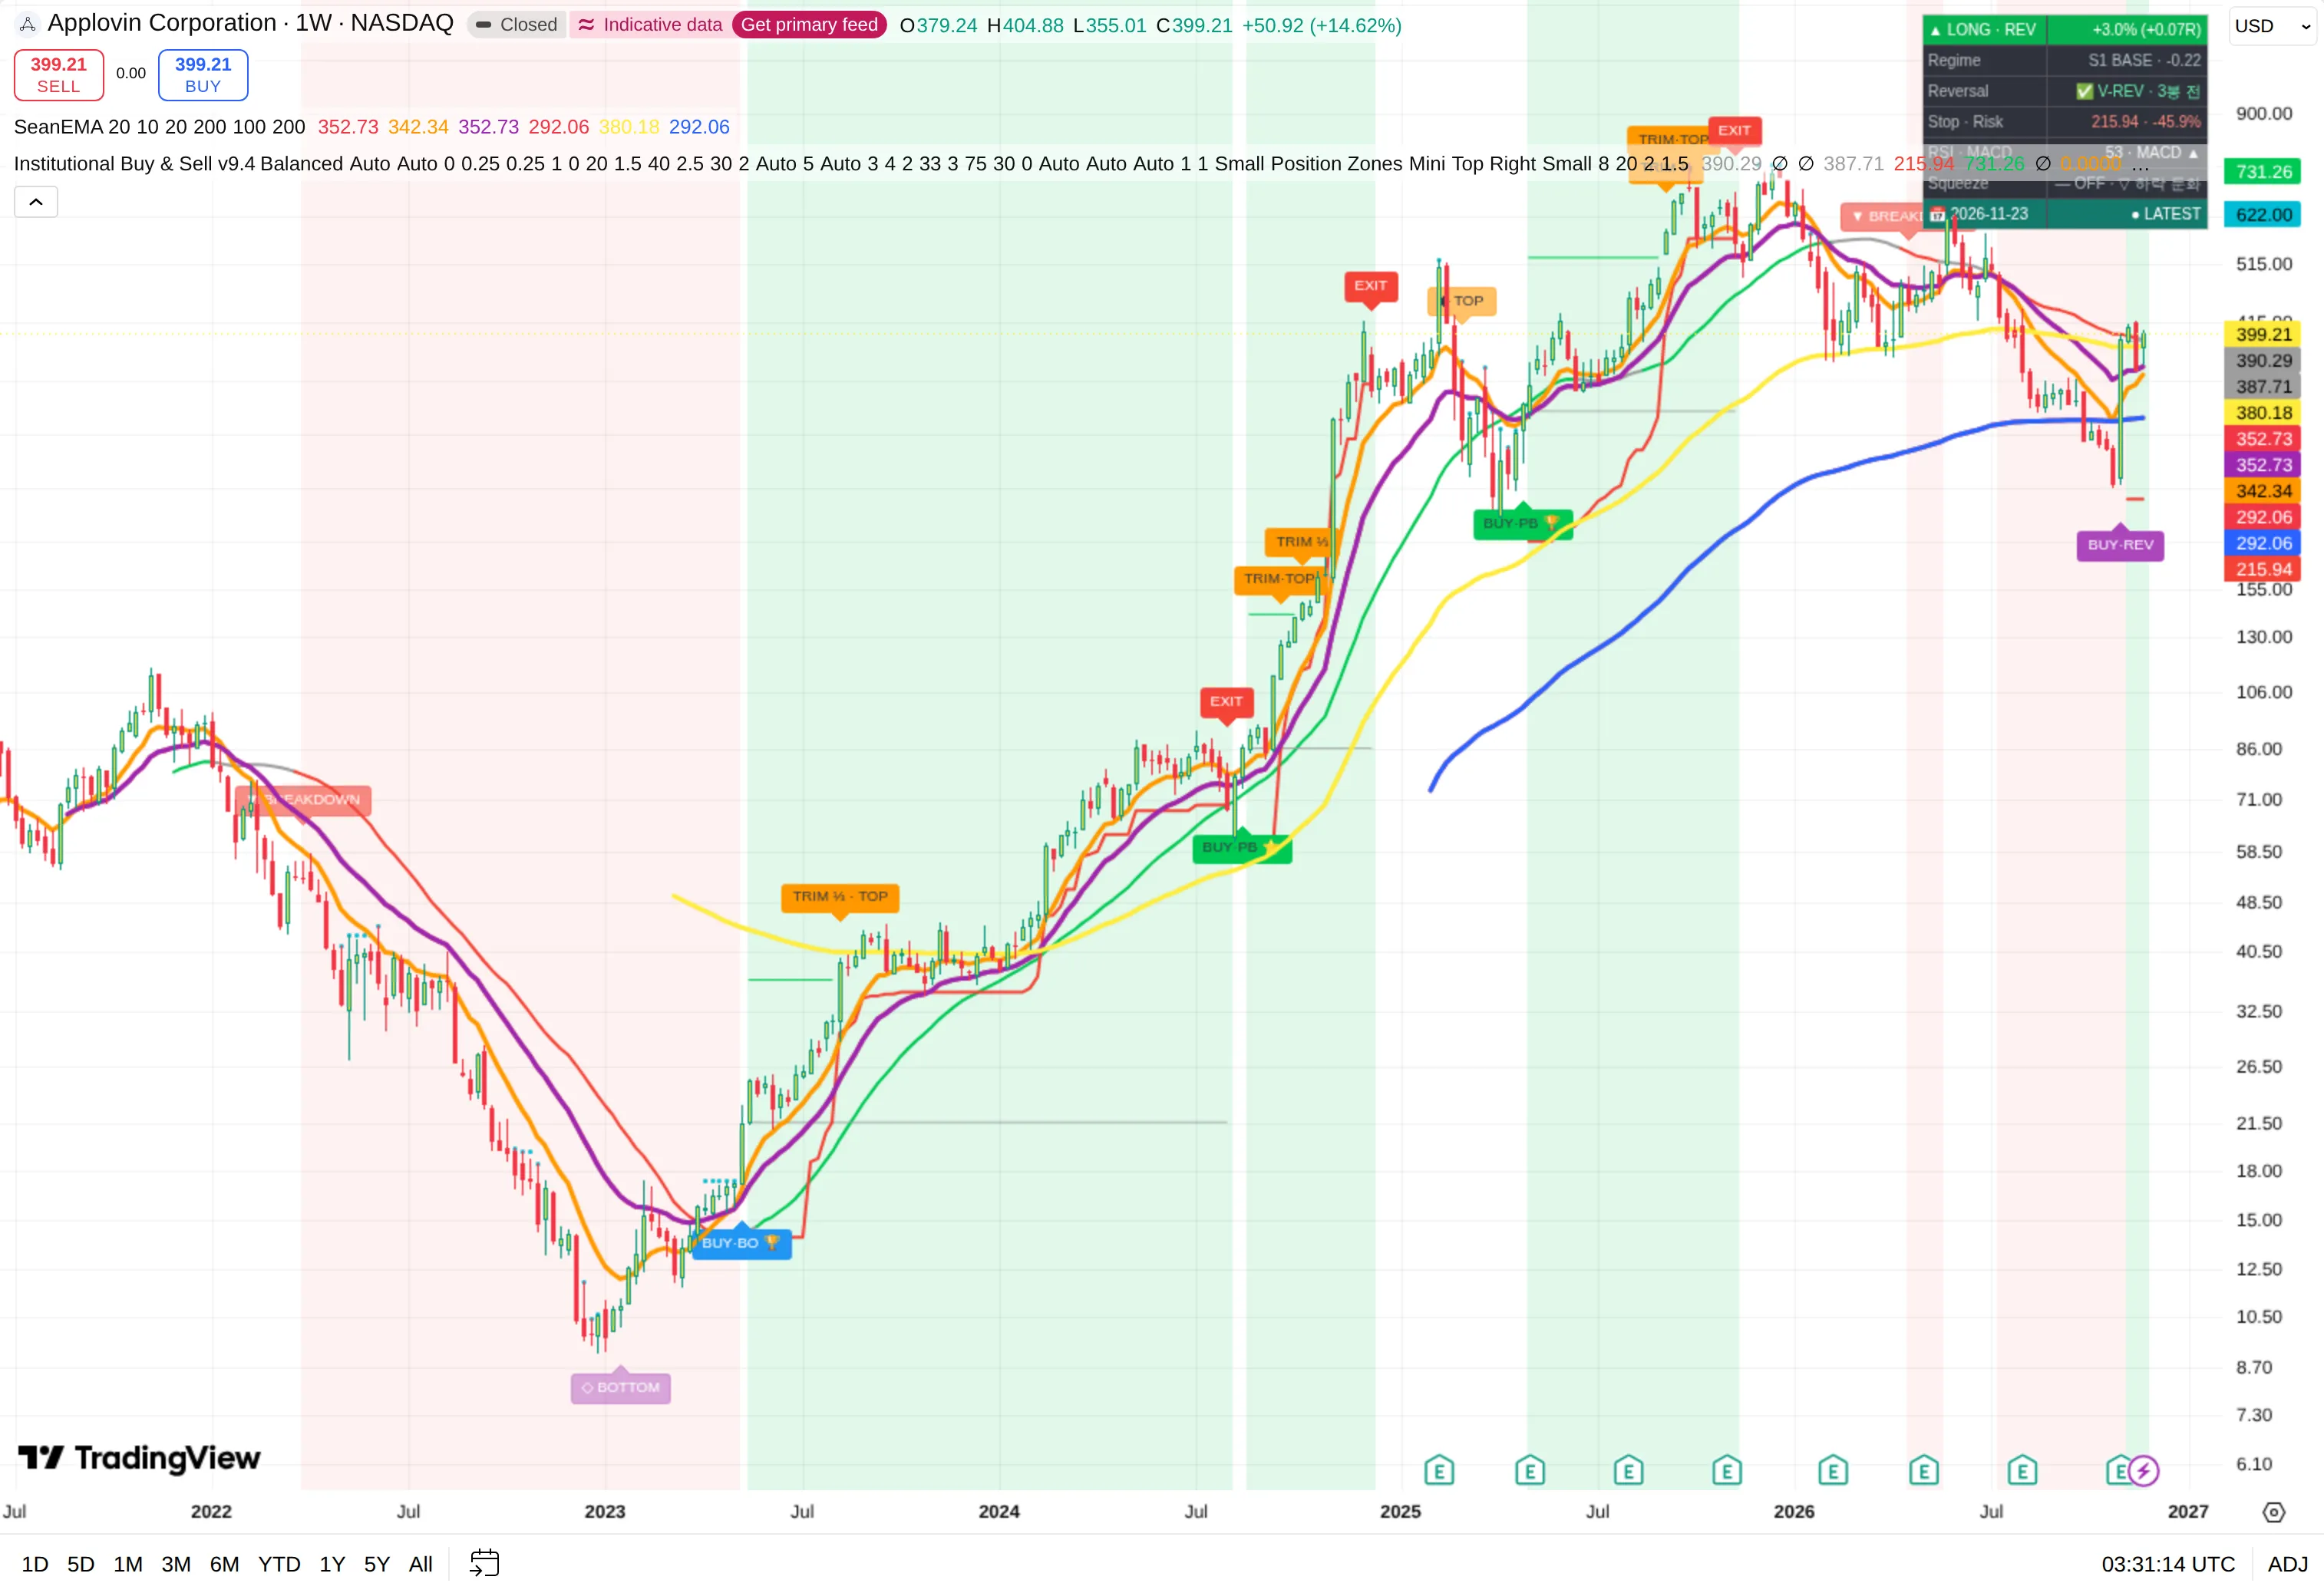 Applovin Corporation · 1W · NASDAQ Closed Indicative data Get primary feed O379.24 H404.88 L355.01 C399.21 +50.92 (+14.62%)
USD
399.21 SELL 0.00 399.21 BUY
SeanEMA 20 10 20 200 100 200 352.73 342.34 352.73 292.06 380.18 292.06
Institutional Buy & Sell v9.4 Balanced Auto Auto 0 0.25 0.25 1 0 20 1.5 40 2.5 30 2 Auto 5 Auto 3 4 2 33 3 75 30 0 Auto Auto Auto 1 1 Small Position Zones Mini Top Right Small 8 20 2 1.5 390.29 ∅ ∅ 387.71 215.94 731.26 ∅ 0.0000 …
▲ LONG · REV +3.0% (+0.07R)
Regime S1 BASE · -0.22
Reversal ✅ V-REV · 3봉 전
Stop · Risk 215.94 · -45.9%
RSI · MACD 53 · MACD ▲
Squeeze — OFF · ▽ 하락 둔화
📅 2026-11-23 ● LATEST
TRIM·TOP
EXIT
EXIT
TOP
TRIM ½
TRIM·TOP
BUY·PB 🏆
BUY·REV
EXIT
BREAKDOWN
BUY·PB ⭐
TRIM ½ · TOP
BUY·BO 🏆
◇ BOTTOM
900.00
731.26
622.00
515.00
399.21
390.29
387.71
380.18
352.73
352.73
342.34
292.06
292.06
215.94
155.00
130.00
106.00
86.00
71.00
58.50
48.50
40.50
32.50
26.50
21.50
18.00
15.00
12.50
10.50
8.70
7.30
6.10
TradingView
E E E E E E E E
Jul 2022 Jul 2023 Jul 2024 Jul 2025 Jul 2026 Jul 2027
1D 5D 1M 3M 6M YTD 1Y 5Y All 03:31:14 UTC ADJ